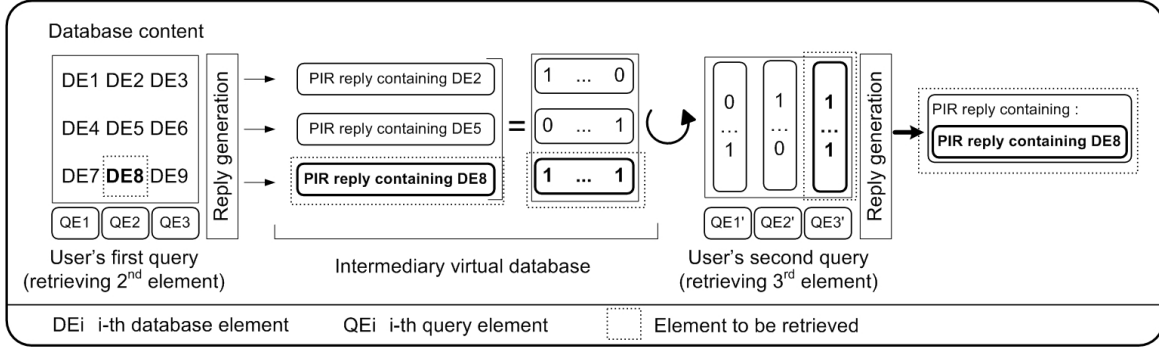 Database content
DE1 DE2 DE3
DE4 DE5 DE6
DE7 DE8 DE9
QE1 QE2 QE3
User's first query
(retrieving 2nd element)
Reply generation
PIR reply containing DE2
PIR reply containing DE5
PIR reply containing DE8
=
1 ... 0
0 ... 1
1 ... 1
Intermediary virtual database
0 1 1
... ... ...
1 0 1
QE1' QE2' QE3'
User's second query
(retrieving 3rd element)
Reply generation
PIR reply containing :
PIR reply containing DE8
DEi i-th database element
QEi i-th query element
Element to be retrieved